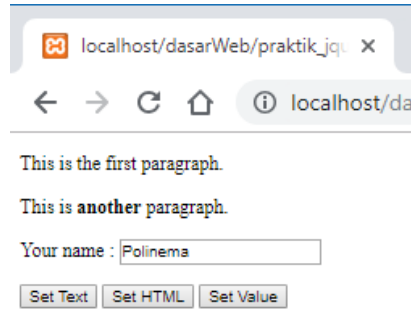 localhost/dasarWeb/praktik_jqu
localhost/da
This is the first paragraph.
This is another paragraph.
Your name : Polinema
Set Text Set HTML Set Value